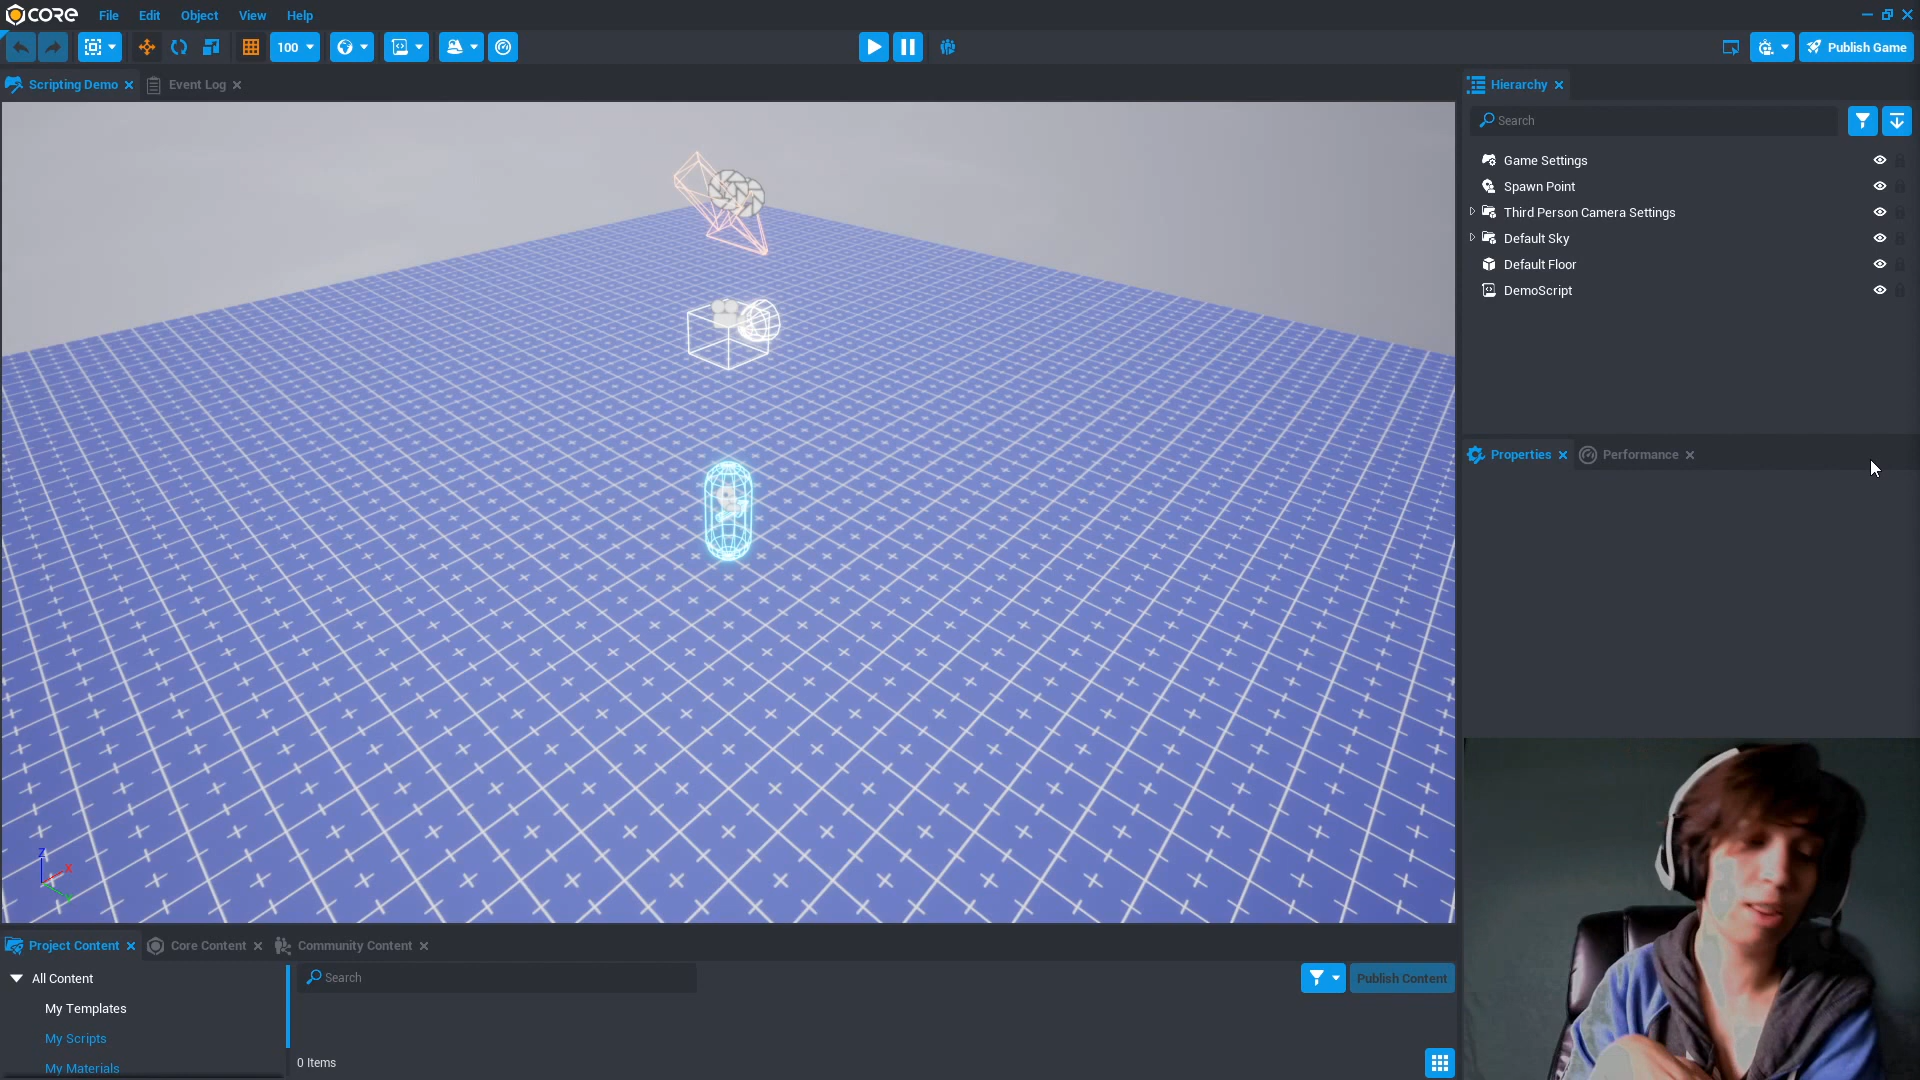 CORE File Edit Object View Help
100 Publish Game
Scripting Demo Event Log
Hierarchy
Search
Game Settings
Spawn Point
Third Person Camera Settings
Default Sky
Default Floor
DemoScript
Properties Performance
Z
X
Project Content Core Content Community Content
All Content
Search
Publish Content
My Templates
My Scripts
My Materials
0 Items